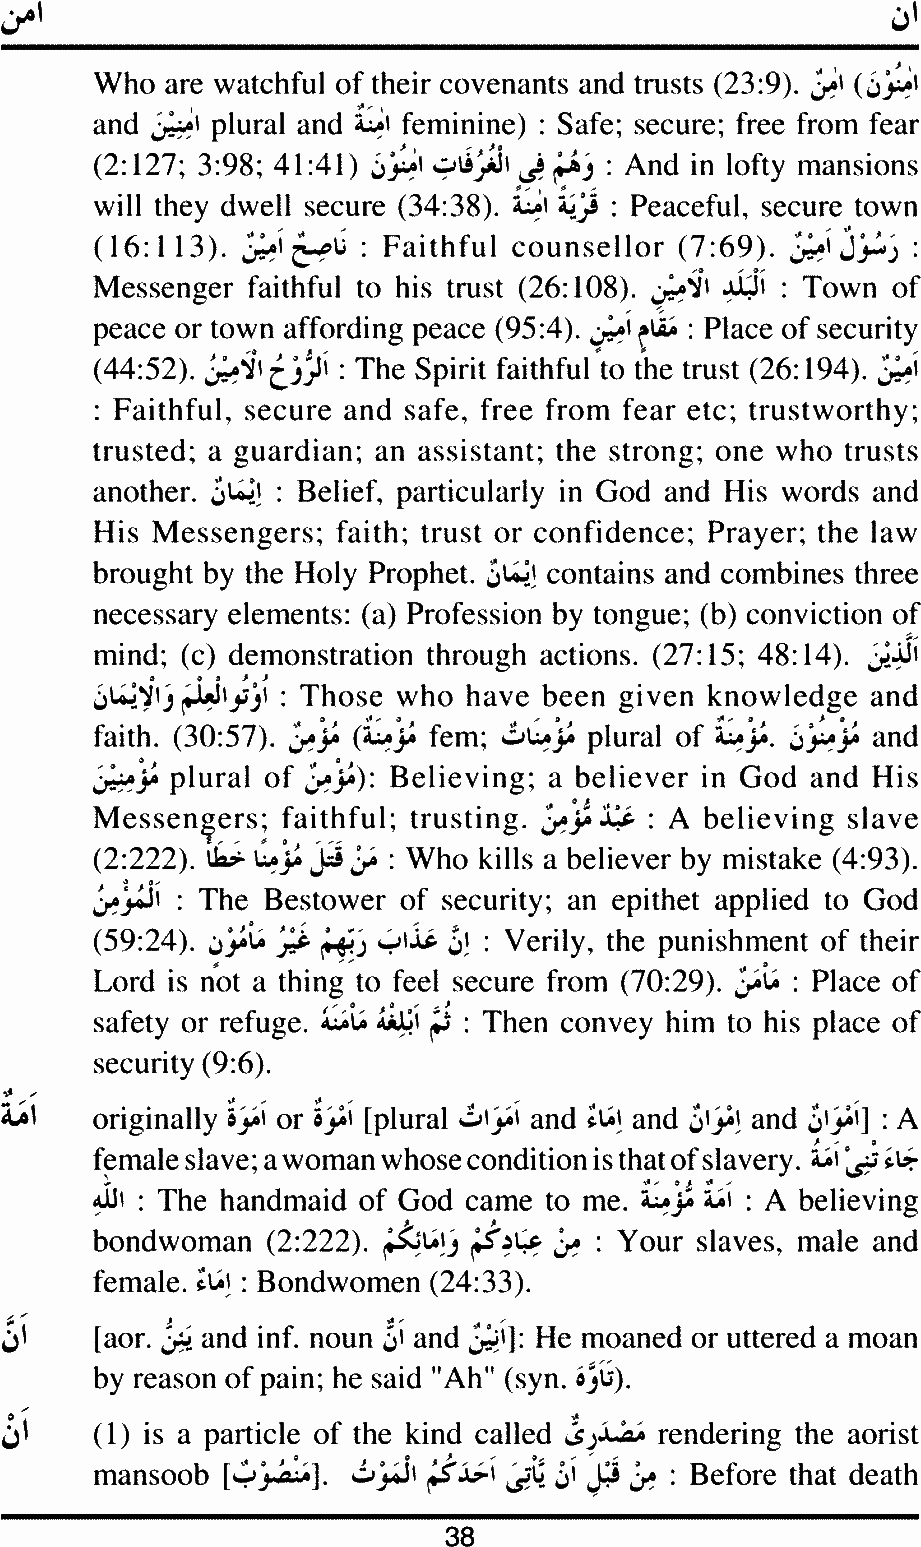 امن ان
Who are watchful of their covenants and trusts (23:9). اٰمِنٌ (اٰمِنُوْنَ
and اٰمِنِيْنَ plural and اٰمِنَةٌ feminine) : Safe; secure; free from fear
(2:127; 3:98; 41:41) وَهُمْ فِى الْغُرُفَاتِ اٰمِنُوْنَ : And in lofty mansions
will they dwell secure (34:38). قَرْيَةً اٰمِنَةً : Peaceful, secure town
(16:113). نَاصِحٌ اَمِيْنٌ : Faithful counsellor (7:69). رَسُوْلٌ اَمِيْنٌ :
Messenger faithful to his trust (26:108). اَلْبَلَدِ الْاَمِيْنِ : Town of
peace or town affording peace (95:4). مَقَامٍ اَمِيْنٍ : Place of security
(44:52). اَلرُّوْحُ الْاَمِيْنُ : The Spirit faithful to the trust (26:194). اَمِيْنٌ
: Faithful, secure and safe, free from fear etc; trustworthy;
trusted; a guardian; an assistant; the strong; one who trusts
another. اِيْمَانٌ : Belief, particularly in God and His words and
His Messengers; faith; trust or confidence; Prayer; the law
brought by the Holy Prophet. اِيْمَانٌ contains and combines three
necessary elements: (a) Profession by tongue; (b) conviction of
mind; (c) demonstration through actions. (27:15; 48:14). اَلَّذِيْنَ
اُوْتُوالْعِلْمَ وَالْاِيْمَانَ : Those who have been given knowledge and
faith. (30:57). مُؤْمِنٌ (مُؤْمِنَةٌ fem; مُؤْمِنَاتٌ plural of مُؤْمِنَةٌ. مُؤْمِنُوْنَ and
مُؤْمِنِيْنَ plural of مُؤْمِنٌ): Believing; a believer in God and His
Messengers; faithful; trusting. عَبْدٌ مُّؤْمِنٌ : A believing slave
(2:222). مَنْ قَتَلَ مُؤْمِنًا خَطَأً : Who kills a believer by mistake (4:93).
اَلْمُؤْمِنُ : The Bestower of security; an epithet applied to God
(59:24). اِنَّ عَذَابَ رَبِّهِمْ غَيْرُ مَاْمُوْنٍ : Verily, the punishment of their
Lord is not a thing to feel secure from (70:29). مَاْمَنٌ : Place of
safety or refuge. ثُمَّ اَبْلِغْهُ مَاْمَنَهُ : Then convey him to his place of
security (9:6).
اَمَةٌ originally اَمَوَةٌ or اَمْوَةٌ [plural اَمَوَاتٌ and اِمَاءٌ and اِمْوَانٌ and اَمْوَانٌ] : A
female slave; a woman whose condition is that of slavery. جَاءَتْنِىْ اَمَةُ
اللّٰهِ : The handmaid of God came to me. اَمَةٌ مُؤْمِنَةٌ : A believing
bondwoman (2:222). مِنْ عِبَادِكُمْ وَاِمَائِكُمْ : Your slaves, male and
female. اِمَاءٌ : Bondwomen (24:33).
اَنَّ [aor. يَئِنُّ and inf. noun اَنٌّ and اَنِيْنٌ]: He moaned or uttered a moan
by reason of pain; he said "Ah" (syn. تَاَوَّهَ).
اَنْ (1) is a particle of the kind called مَصْدَرِىٌّ rendering the aorist
mansoob [مَنْصُوْبٌ]. مِنْ قَبْلِ اَنْ يَّاْتِىَ اَحَدَكُمُ الْمَوْتُ : Before that death
38